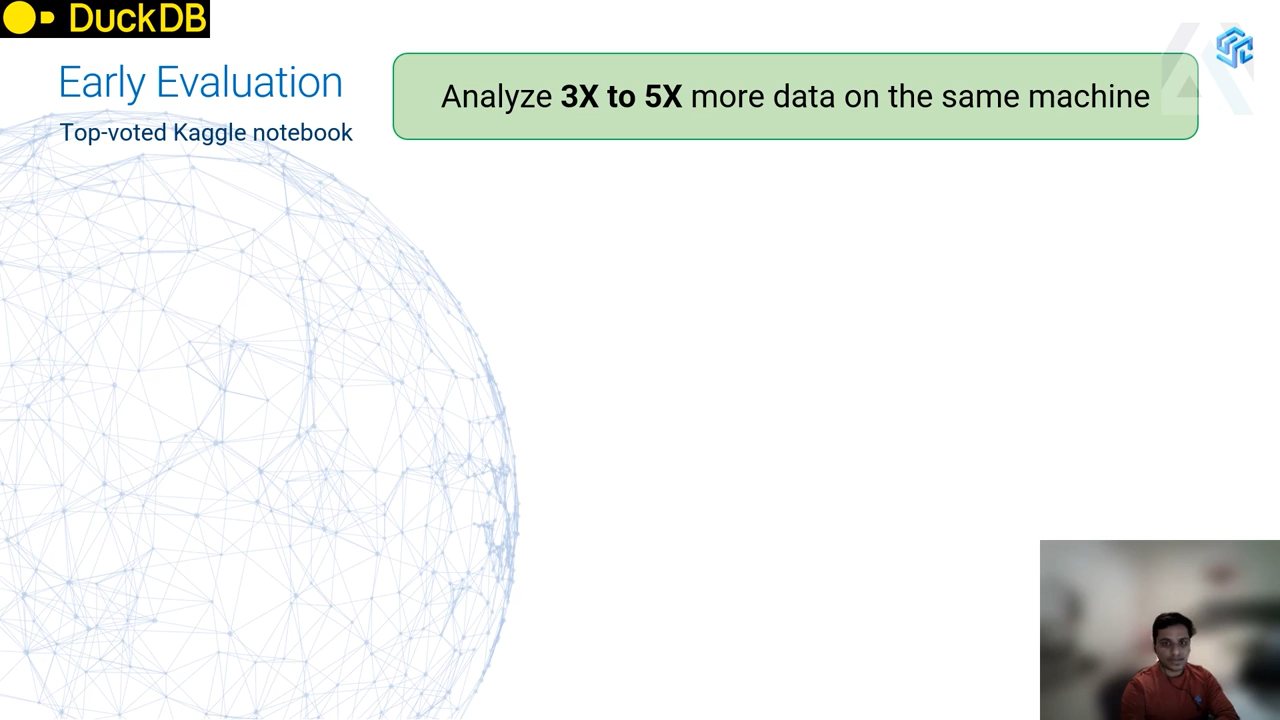 DuckDB
Early Evaluation
Top-voted Kaggle notebook
Analyze 3X to 5X more data on the same machine